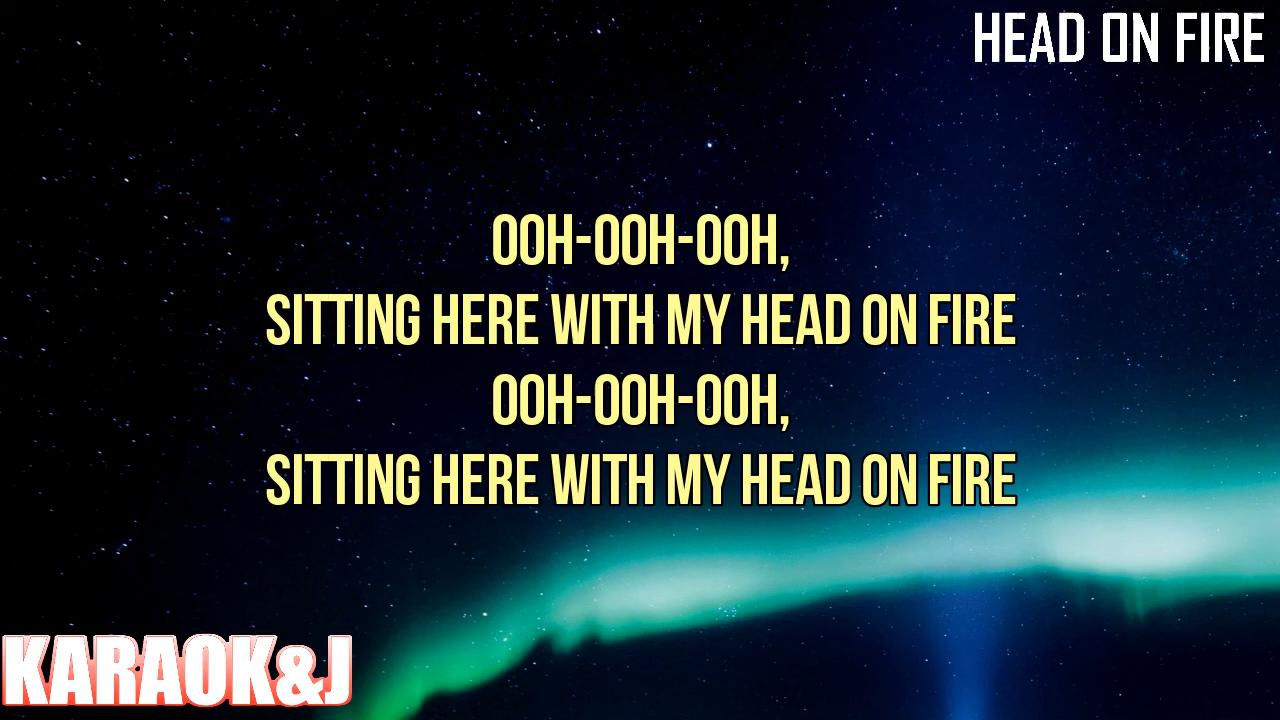 HEAD ON FIRE
OOH-OOH-OOH,
SITTING HERE WITH MY HEAD ON FIRE
OOH-OOH-OOH,
SITTING HERE WITH MY HEAD ON FIRE
KARAOK&J